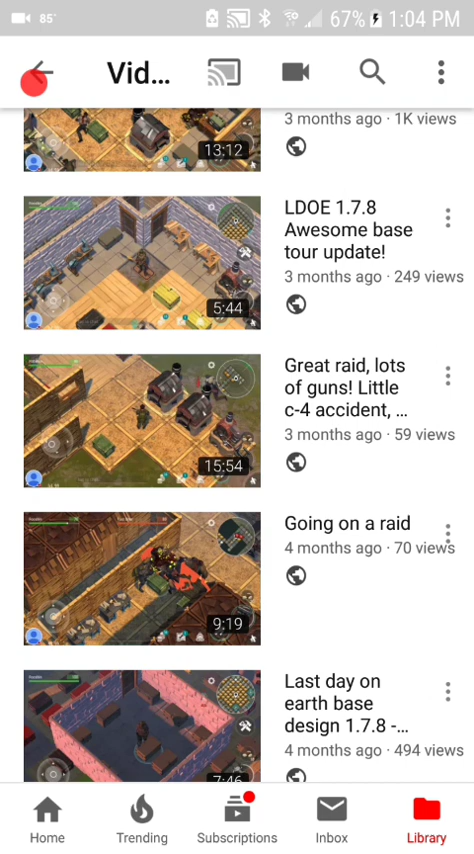 85°
67% 1:04 PM
Vid...
3 months ago · 1K views
13:12
LDOE 1.7.8
Awesome base
tour update!
3 months ago · 249 views
5:44
Great raid, lots
of guns! Little
c-4 accident, ...
3 months ago · 59 views
15:54
Going on a raid
4 months ago · 70 views
9:19
Last day on
earth base
design 1.7.8 -...
4 months ago · 494 views
7:46
Home
Trending
Subscriptions
Inbox
Library